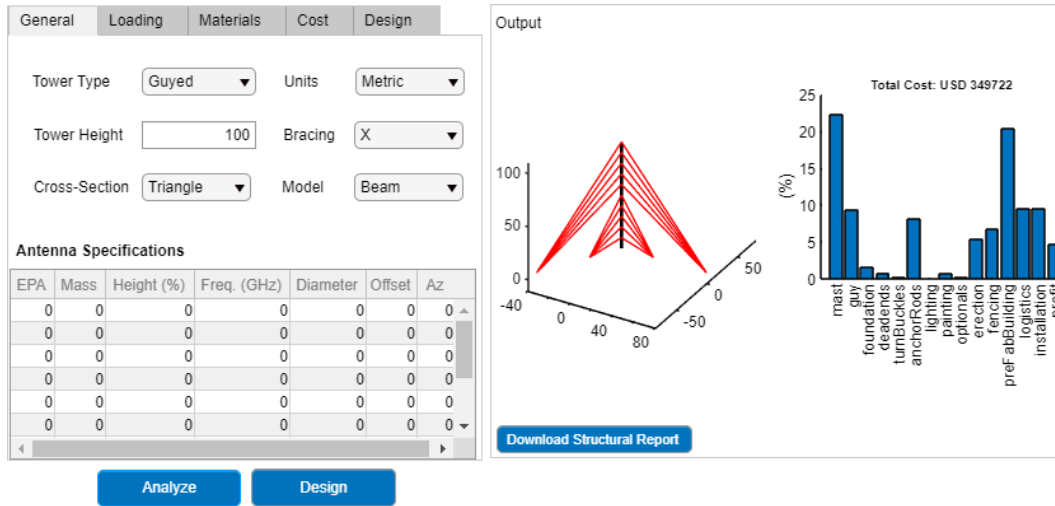 General Loading Materials Cost Design
Tower Type Guyed Units Metric
Tower Height 100 Bracing X
Cross-Section Triangle Model Beam
Antenna Specifications
EPA Mass Height (%) Freq. (GHz) Diameter Offset Az
0 0 0 0 0 0 0
0 0 0 0 0 0 0
0 0 0 0 0 0 0
0 0 0 0 0 0 0
0 0 0 0 0 0 0
0 0 0 0 0 0 0
Analyze Design
Output
100
50
0
-40
0
40
80
-50
0
50
Total Cost: USD 349722
(%)
25
20
15
10
5
0
mast
guy
foundation
deadends
turnBuckles
anchorRods
lighting
painting
optionals
erection
fencing
preFabBuilding
logistics
installation
profit
Download Structural Report